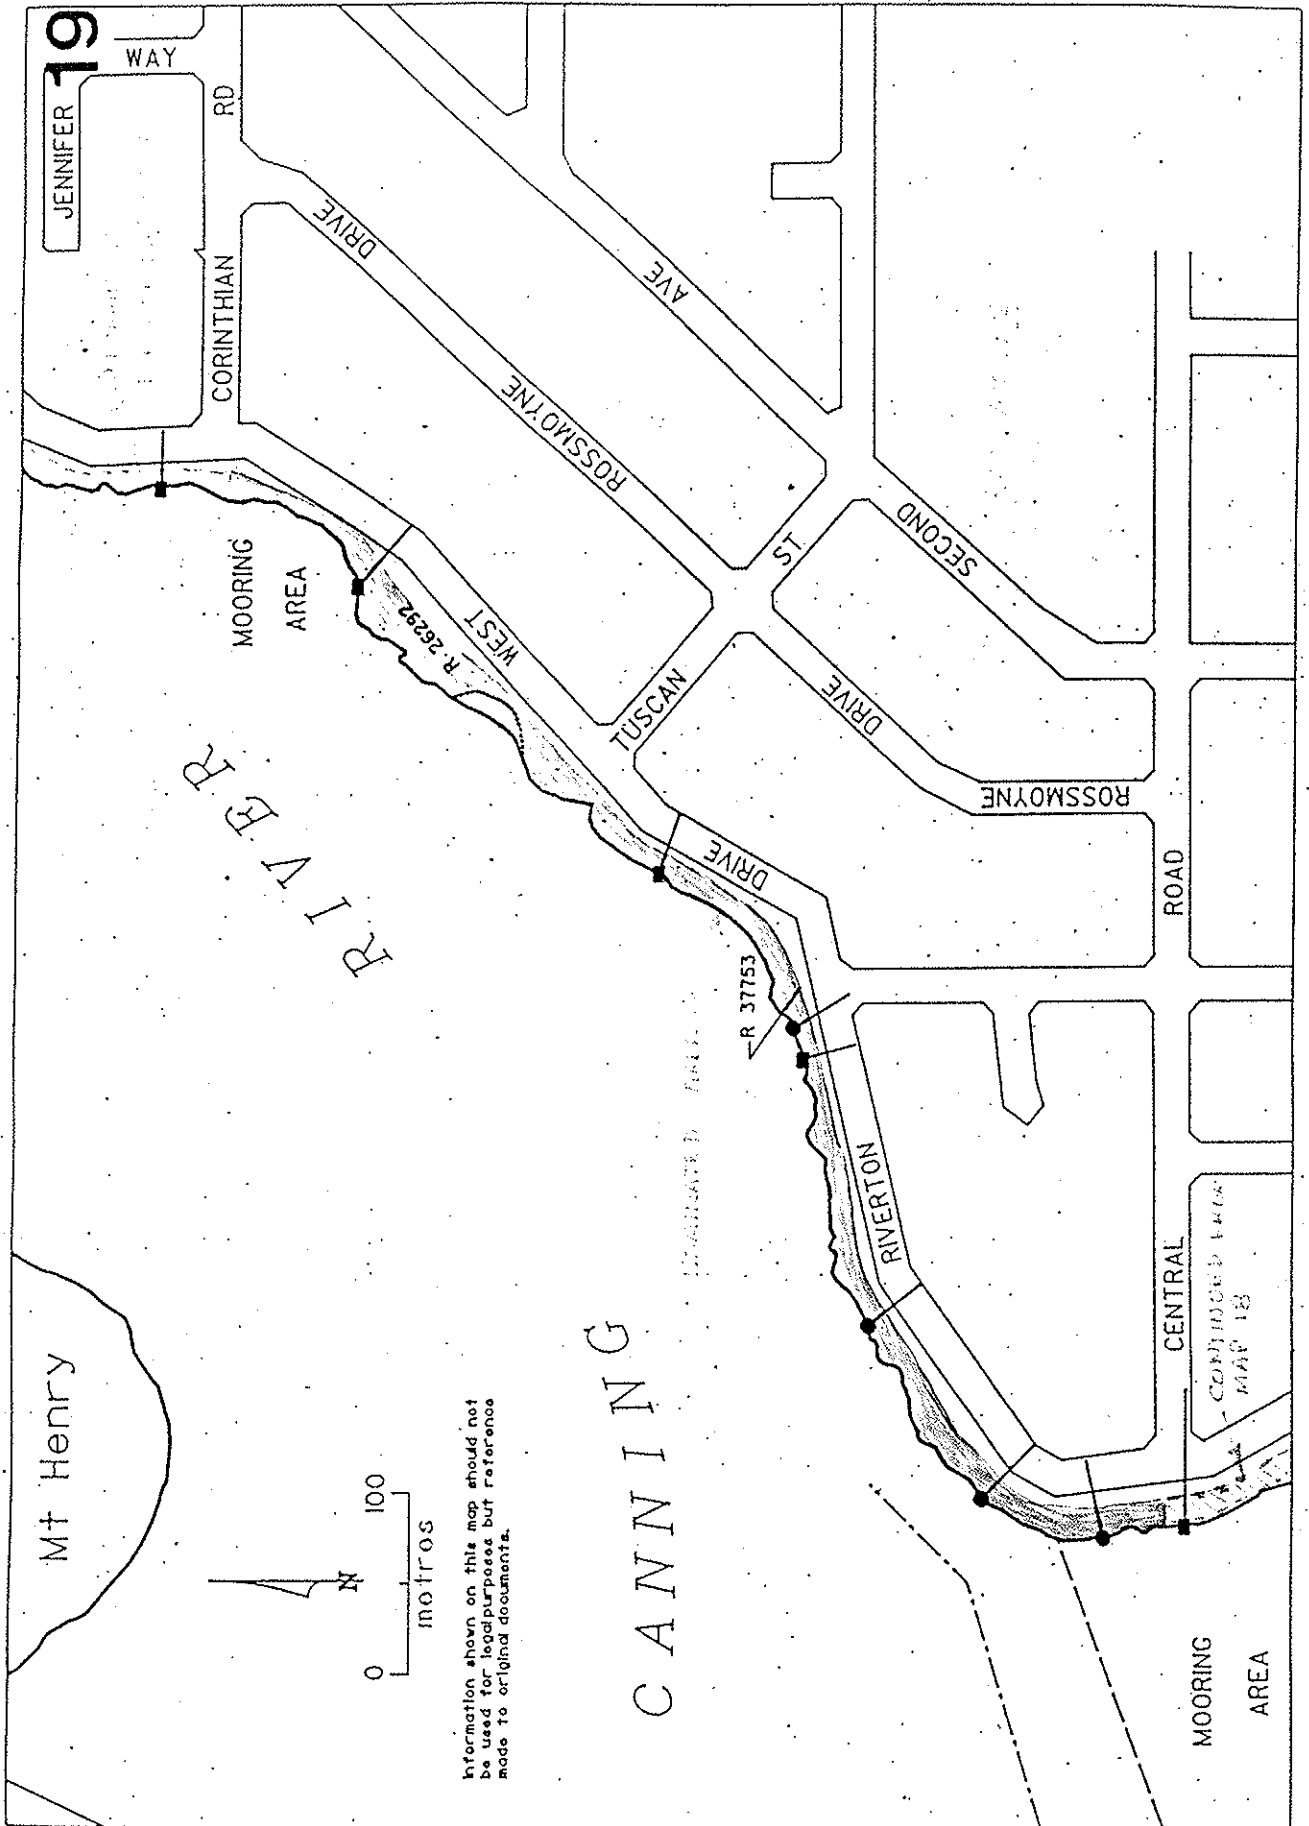 19
JENNIFER
WAY
RD
CORINTHIAN
DRIVE
ROSSMOYNE
AVE
ST
SECOND
TUSCAN
WEST
DRIVE
ROSSMOYNE
DRIVE
ROAD
RIVERTON
CENTRAL
CONTINUED
MAP 18
MOORING
AREA
R 26292
R 37753
RIVER
CANNING
Mt Henry
N
0 100
metres
Information shown on this map should not
be used for legal purposes but reference
made to original documents.
MOORING
AREA